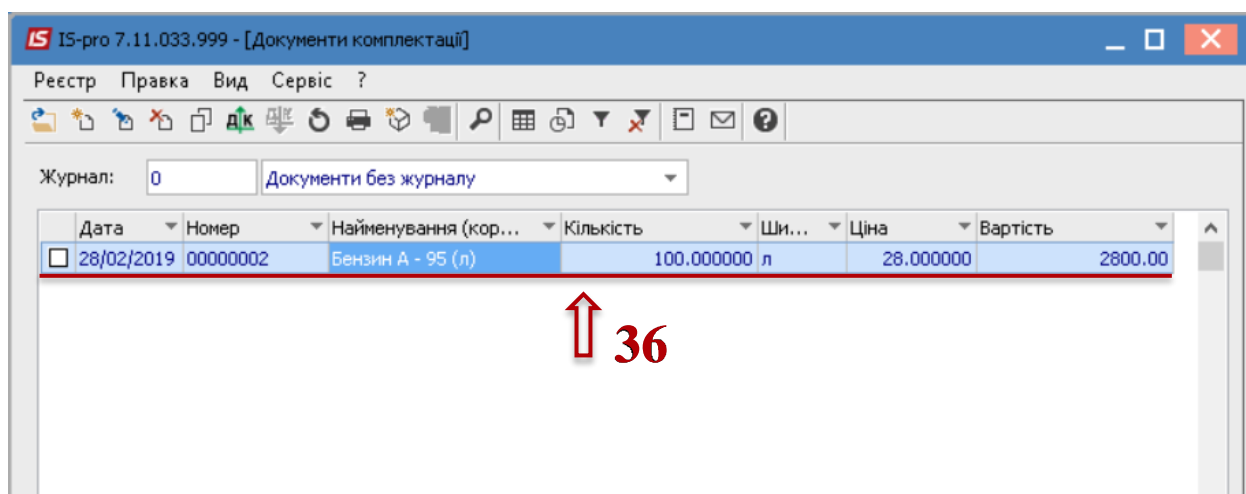 IS-pro 7.11.033.999 - [Документи комплектації]
Реєстр Правка Вид Сервіс ?
Журнал: 0 Документи без журналу
Дата Номер Найменування (кор... Кількість Ши... Ціна Вартість
28/02/2019 00000002 Бензин А - 95 (л) 100.000000 л 28.000000 2800.00
36